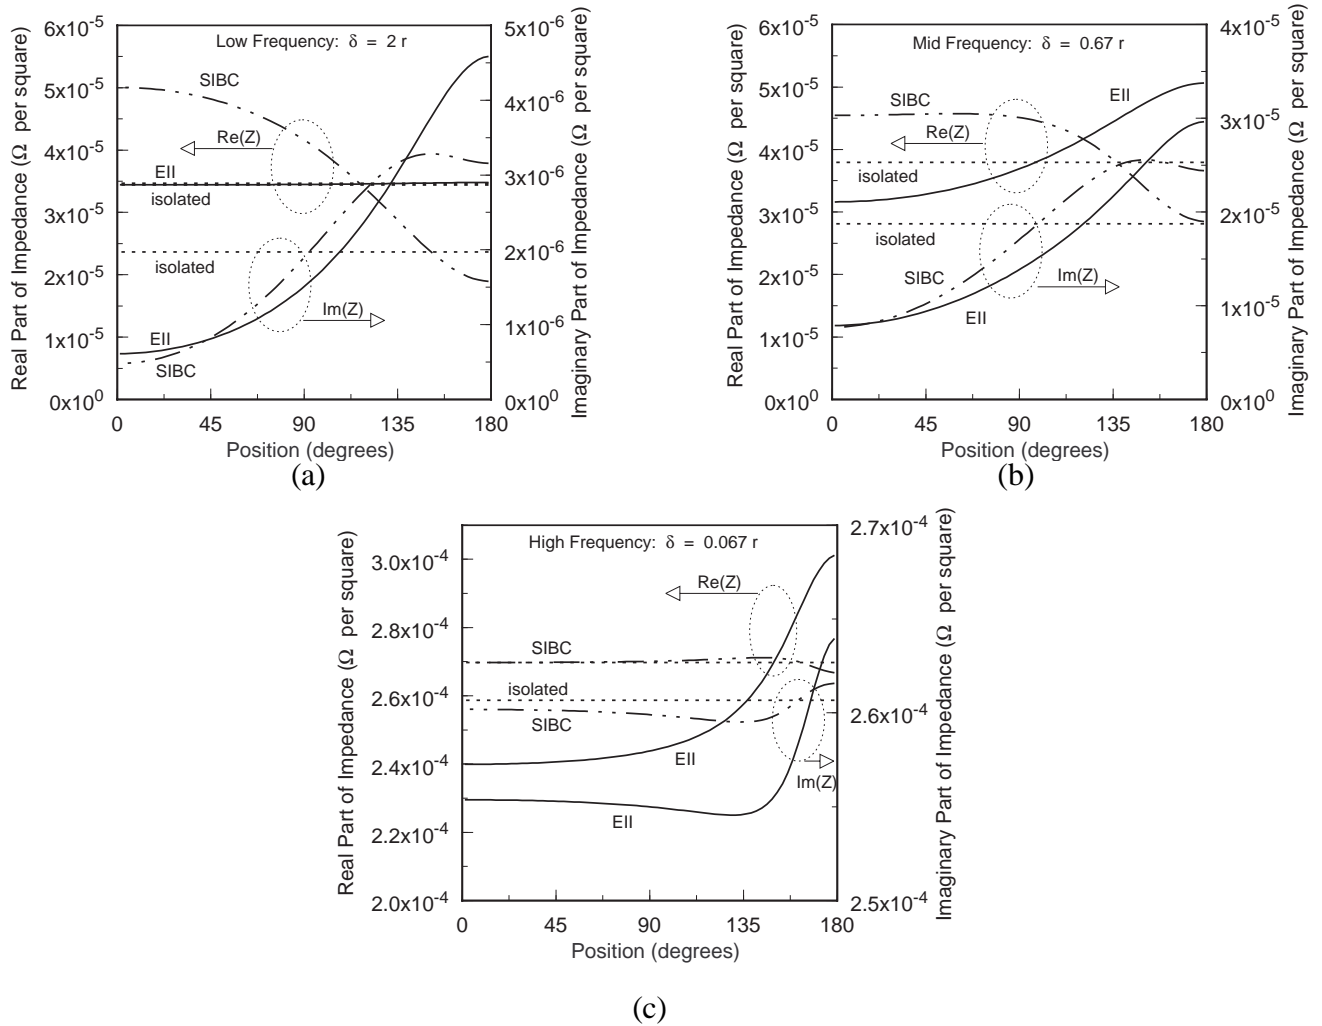 Low Frequency: δ = 2 r
Real Part of Impedance (Ω per square)
Imaginary Part of Impedance (Ω per square)
6x10⁻⁵
5x10⁻⁵
4x10⁻⁵
3x10⁻⁵
2x10⁻⁵
1x10⁻⁵
0x10⁰
5x10⁻⁶
4x10⁻⁶
3x10⁻⁶
2x10⁻⁶
1x10⁻⁶
0x10⁰
SIBC
Re(Z)
EII
isolated
isolated
Im(Z)
EII
SIBC
0 45 90 135 180
Position (degrees)
(a)
Mid Frequency: δ = 0.67 r
Real Part of Impedance (Ω per square)
Imaginary Part of Impedance (Ω per square)
6x10⁻⁵
5x10⁻⁵
4x10⁻⁵
3x10⁻⁵
2x10⁻⁵
1x10⁻⁵
0x10⁰
4x10⁻⁵
3x10⁻⁵
2x10⁻⁵
1x10⁻⁵
0x10⁰
SIBC
EII
Re(Z)
isolated
isolated
SIBC
Im(Z)
EII
0 45 90 135 180
Position (degrees)
(b)
High Frequency: δ = 0.067 r
Real Part of Impedance (Ω per square)
Imaginary Part of Impedance (Ω per square)
3.0x10⁻⁴
2.8x10⁻⁴
2.6x10⁻⁴
2.4x10⁻⁴
2.2x10⁻⁴
2.0x10⁻⁴
2.7x10⁻⁴
2.6x10⁻⁴
2.5x10⁻⁴
Re(Z)
SIBC
isolated
SIBC
EII
Im(Z)
EII
0 45 90 135 180
Position (degrees)
(c)